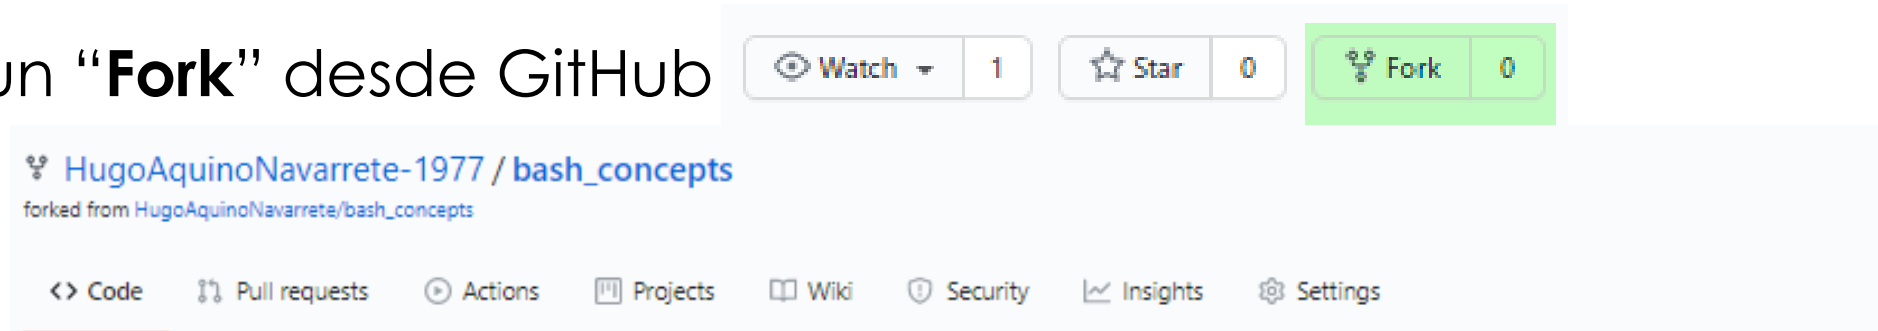 un “Fork” desde GitHub Watch 1 Star 0 Fork 0
HugoAquinoNavarrete-1977 / bash_concepts
forked from HugoAquinoNavarrete/bash_concepts
<> Code Pull requests Actions Projects Wiki Security Insights Settings